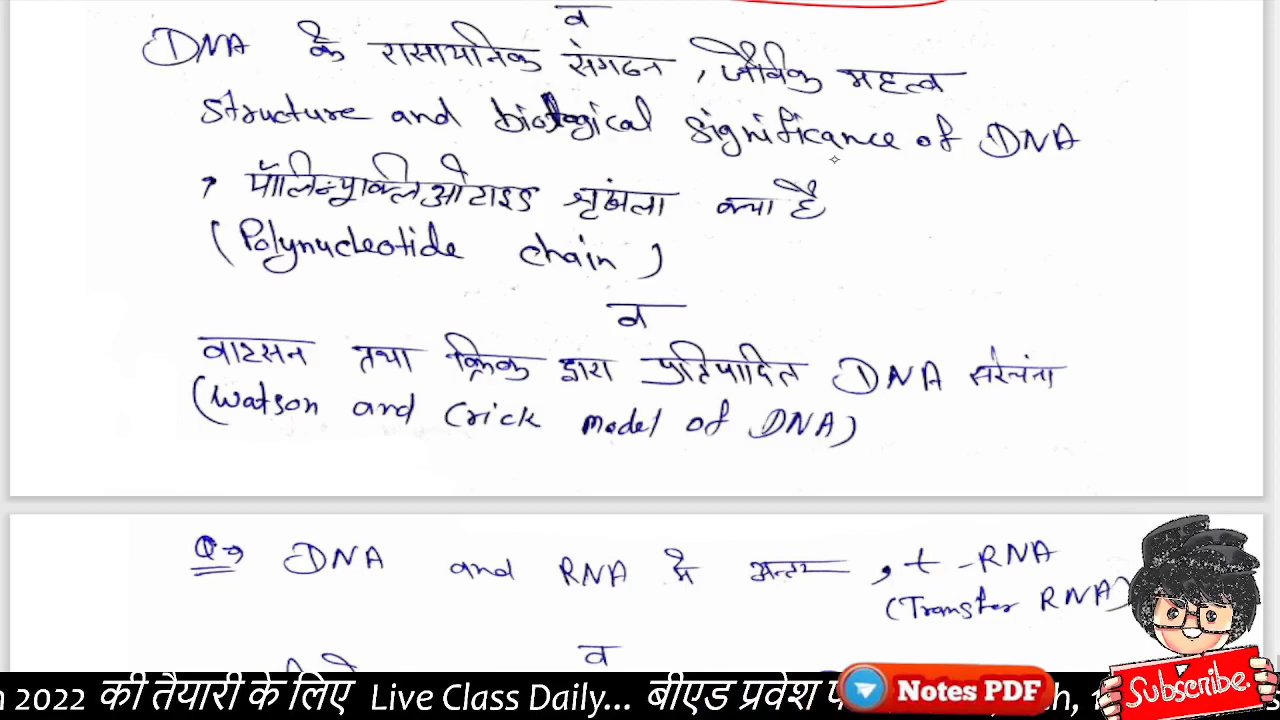 व
DNA के रासायनिक संगठन , जैविक महत्व
Structure and biological significance of DNA
, पॉलिन्यूक्लिओटाइड श्रृंखला क्या है
(Polynucleotide chain)
व
वाटसन तथा क्रिक द्वारा प्रतिपादित DNA सरंचना
(Watson and Crick model of DNA)
Q→ DNA and RNA मे अन्तर , t-RNA
(Transfer RNA)
व
2022 की तैयारी के लिए Live Class Daily... बीएड प्रवेश
Notes PDF
Subscribe